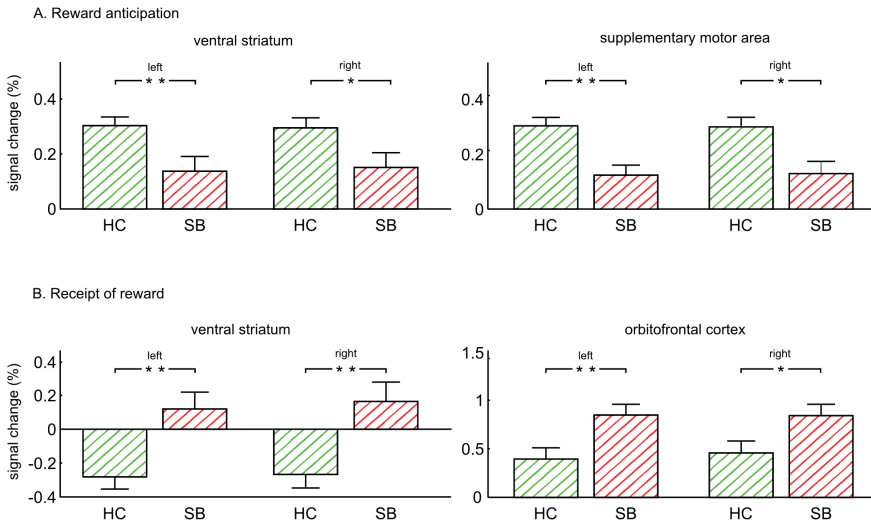 A. Reward anticipation
ventral striatum
signal change (%)
0.4
0.2
0
left
* *
right
*
HC
SB
HC
SB
supplementary motor area
0.4
0.2
0
left
* *
right
*
HC
SB
HC
SB
B. Receipt of reward
ventral striatum
signal change (%)
0.4
0.2
0
-0.2
-0.4
left
* *
right
* *
HC
SB
HC
SB
orbitofrontal cortex
1.5
1
0.5
0
left
* *
right
*
HC
SB
HC
SB